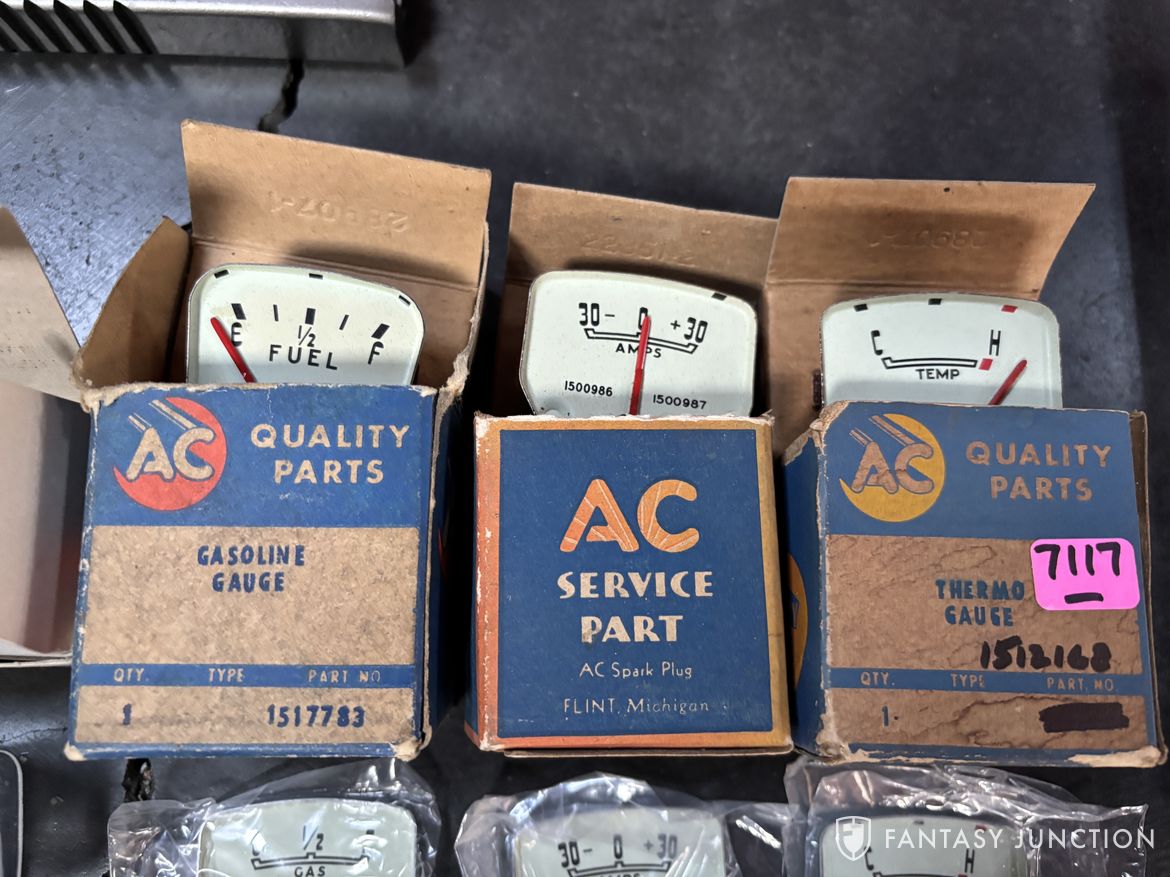 E
1/2
F
FUEL
30 - 0 + 30
AMPS
1500986
1500987
C
H
TEMP
AC
QUALITY
PARTS
GASOLINE
GAUGE
QTY. TYPE PART NO
1 1517783
AC
SERVICE
PART
AC Spark Plug
FLINT, Michigan
AC
QUALITY
PARTS
7117
THERMO
GAUGE
1512168
QTY. TYPE PART NO.
1-
1/2
GAS
30 - 0 + 30
AMPS
C
H
FANTASY JUNCTION